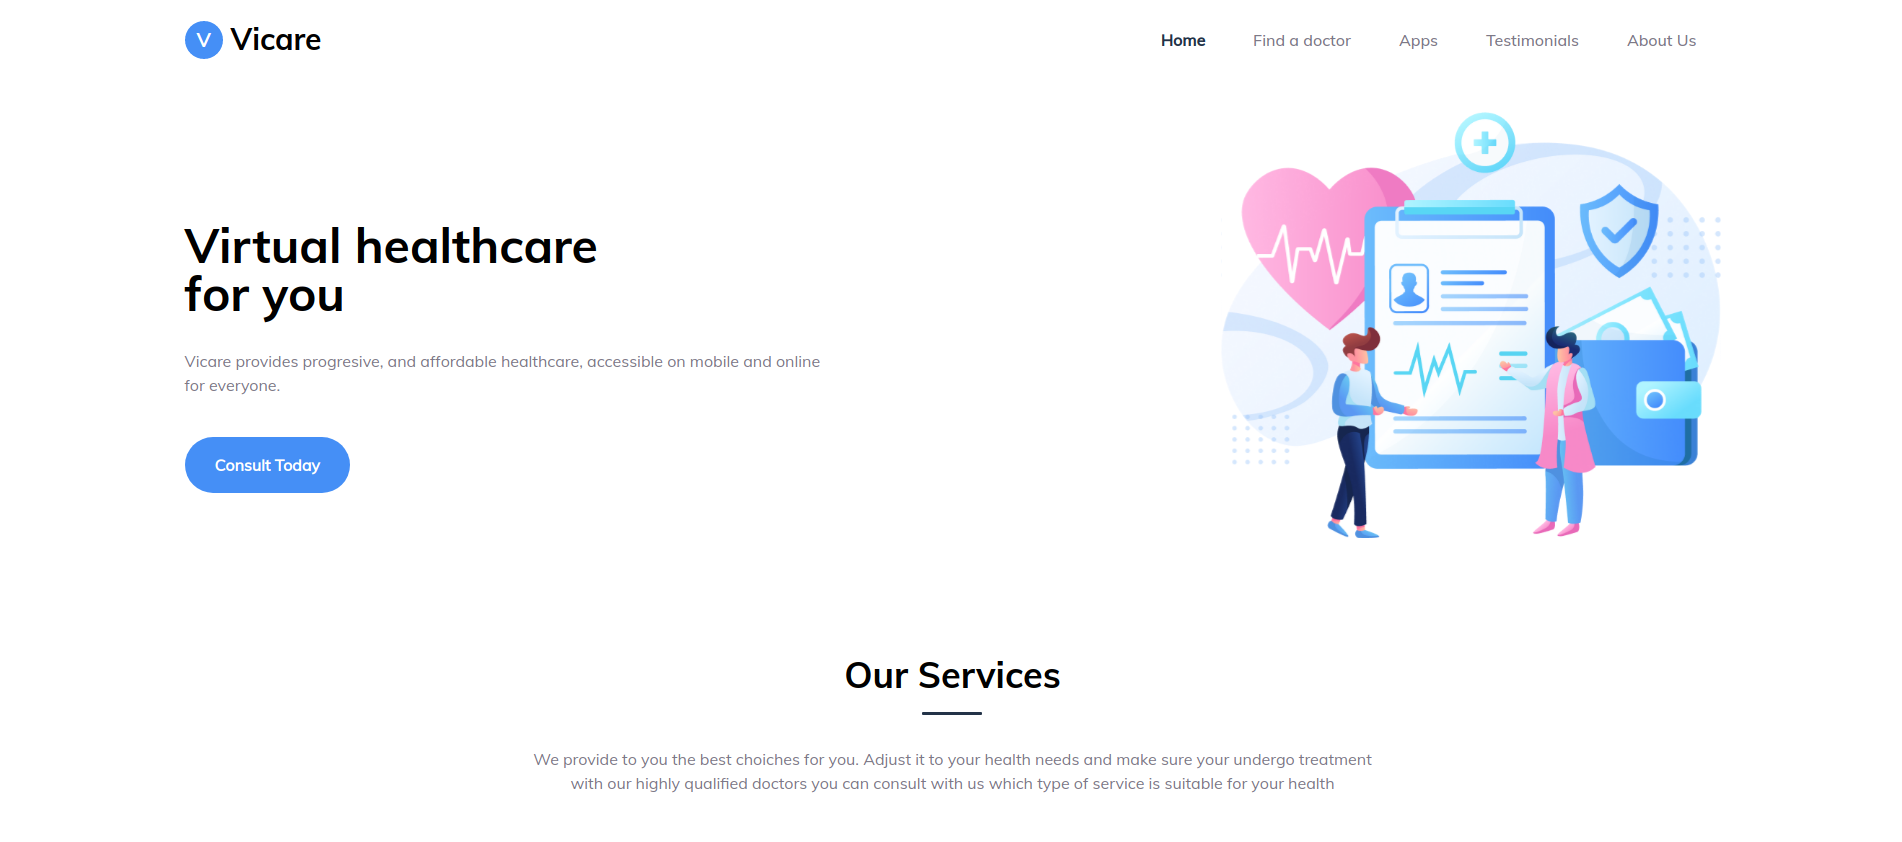 V Vicare
Home Find a doctor Apps Testimonials About Us
Virtual healthcare
for you
Vicare provides progresive, and affordable healthcare, accessible on mobile and online
for everyone.
Consult Today
Our Services
We provide to you the best choiches for you. Adjust it to your health needs and make sure your undergo treatment
with our highly qualified doctors you can consult with us which type of service is suitable for your health